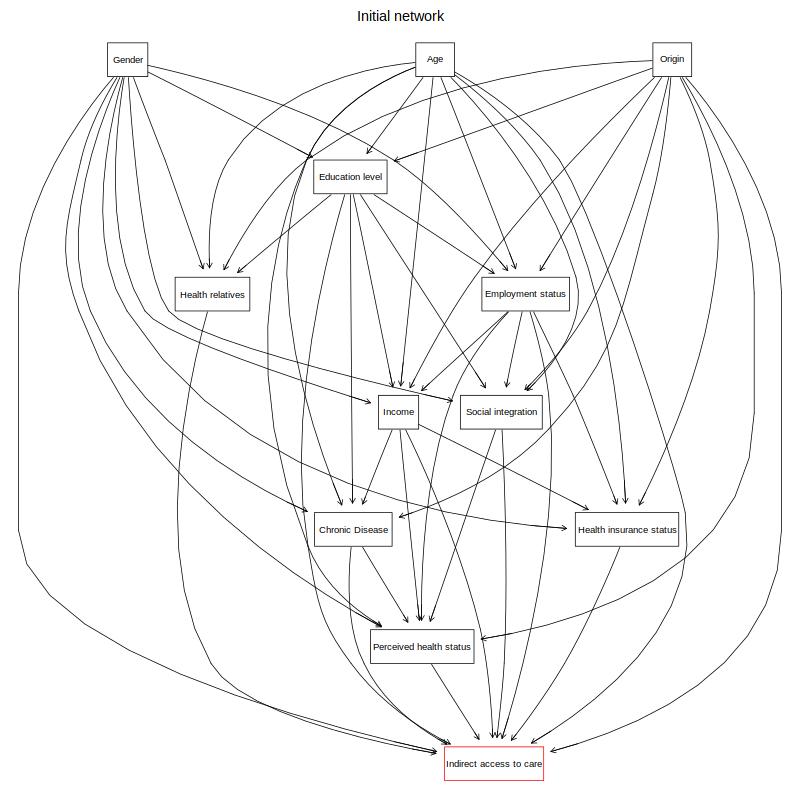 Initial network
Gender
Age
Origin
Education level
Health relatives
Employment status
Income
Social integration
Chronic Disease
Health insurance status
Perceived health status
Indirect access to care